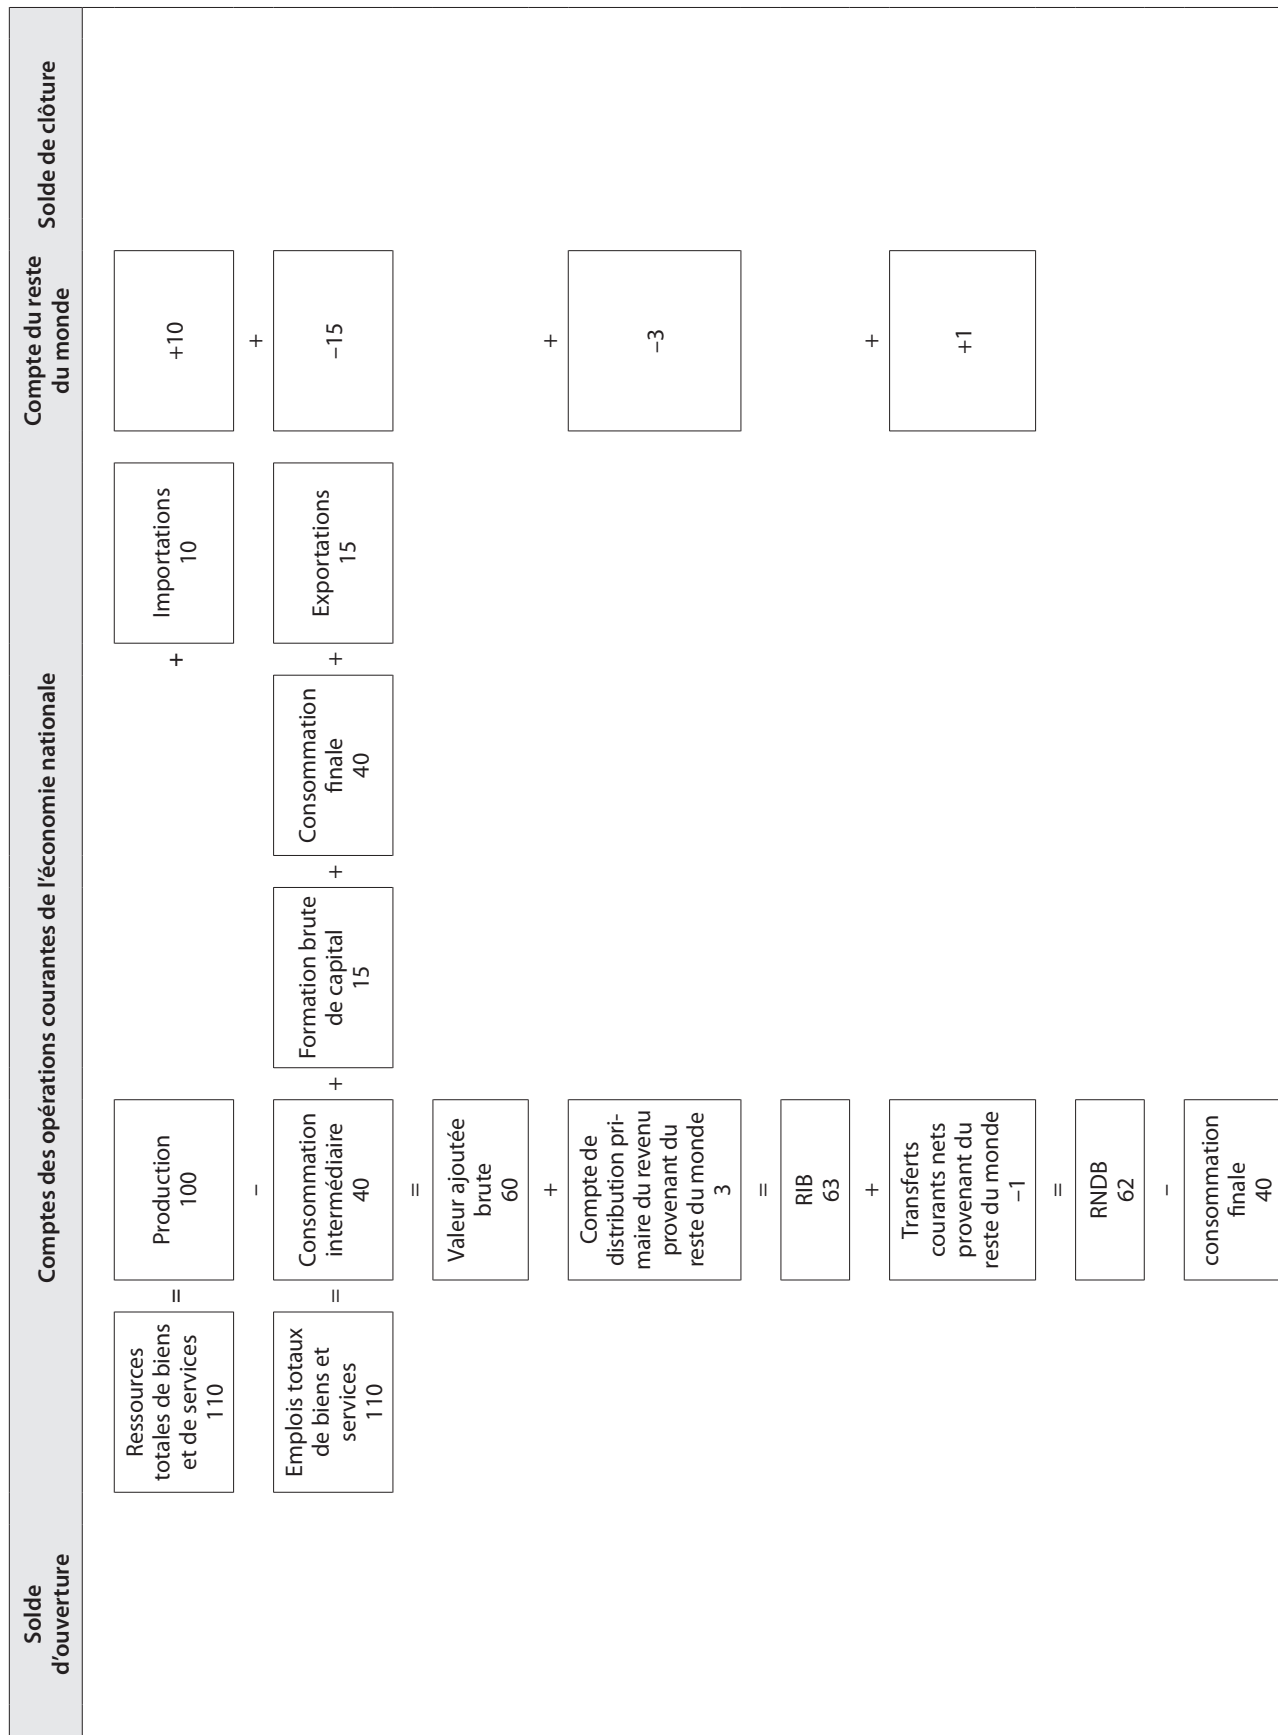 Solde
d'ouverture
Comptes des opérations courantes de l'économie nationale
Compte du reste
du monde
Solde de clôture
Ressources
totales de biens
et de services
110
=
Production
100
+
Importations
10
+10
–
+
Emplois totaux
de biens et
services
110
=
Consommation
intermédiaire
40
+
Formation brute
de capital
15
+
Consommation
finale
40
+
Exportations
15
–15
=
Valeur ajoutée
brute
60
+
+
Compte de
distribution pri-
maire du revenu
provenant du
reste du monde
3
–3
=
RIB
63
+
+
Transferts
courants nets
provenant du
reste du monde
–1
+1
=
RNDB
62
–
consommation
finale
40